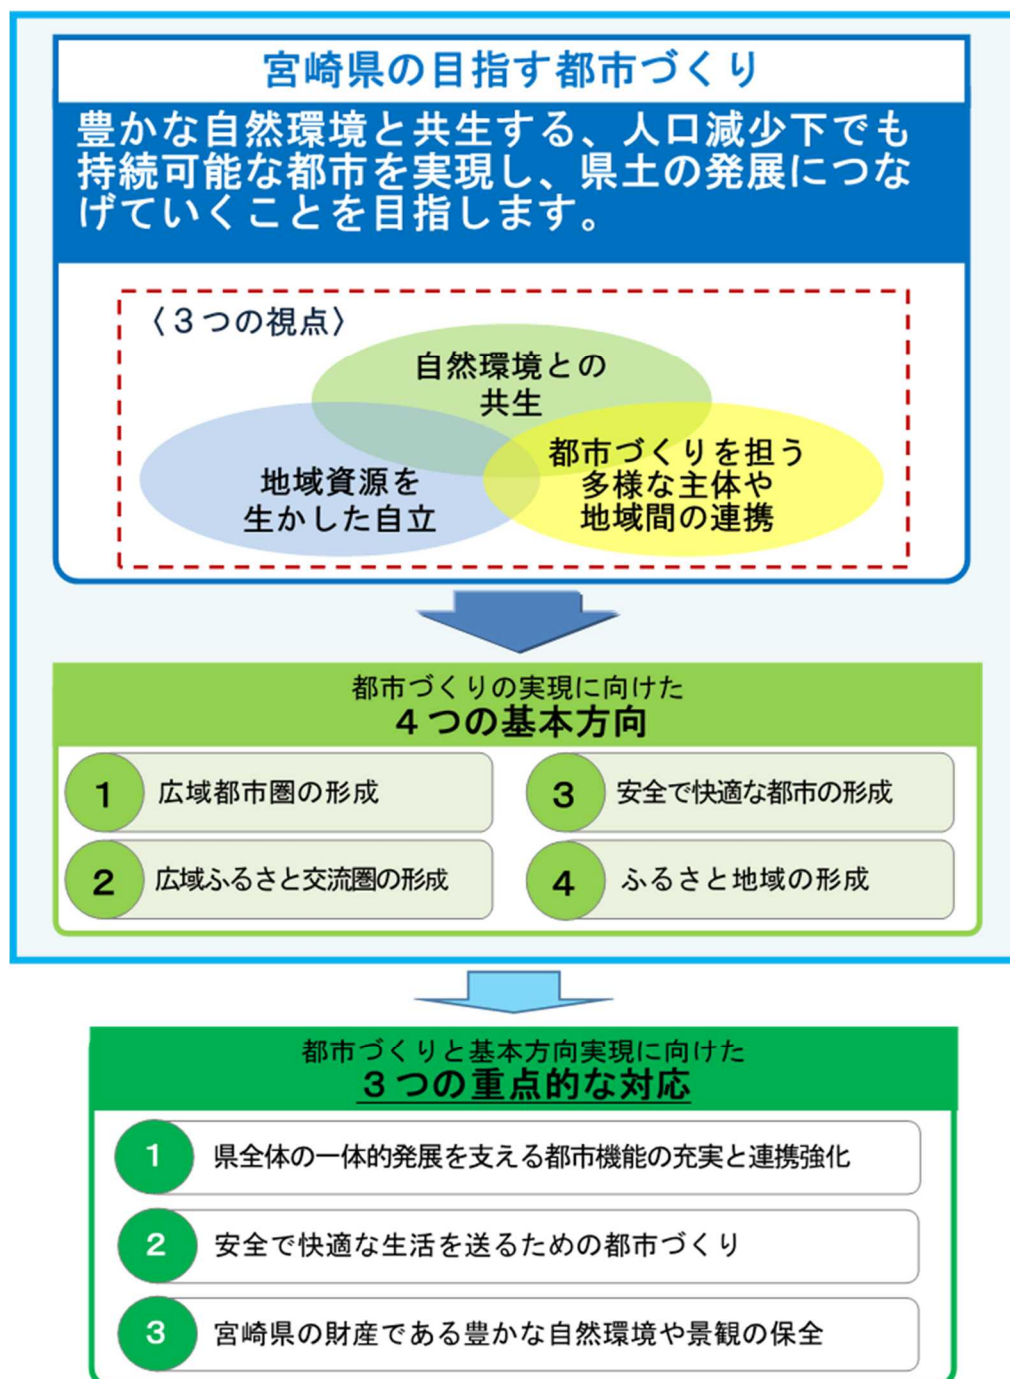 宮崎県の目指す都市づくり
豊かな自然環境と共生する、人口減少下でも
持続可能な都市を実現し、県土の発展につな
げていくことを目指します。
〈３つの視点〉
自然環境との
共生
地域資源を
生かした自立
都市づくりを担う
多様な主体や
地域間の連携
都市づくりの実現に向けた
４つの基本方向
1 広域都市圏の形成
2 広域ふるさと交流圏の形成
3 安全で快適な都市の形成
4 ふるさと地域の形成
都市づくりと基本方向実現に向けた
３つの重点的な対応
1 県全体の一体的発展を支える都市機能の充実と連携強化
2 安全で快適な生活を送るための都市づくり
3 宮崎県の財産である豊かな自然環境や景観の保全